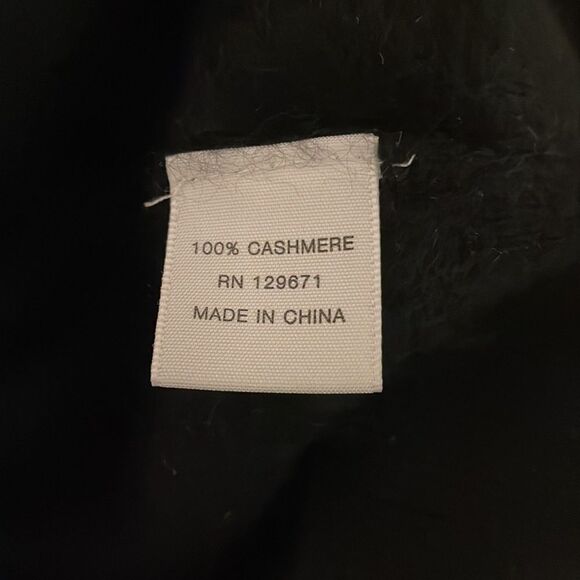 100% CASHMERE
RN 129671
MADE IN CHINA